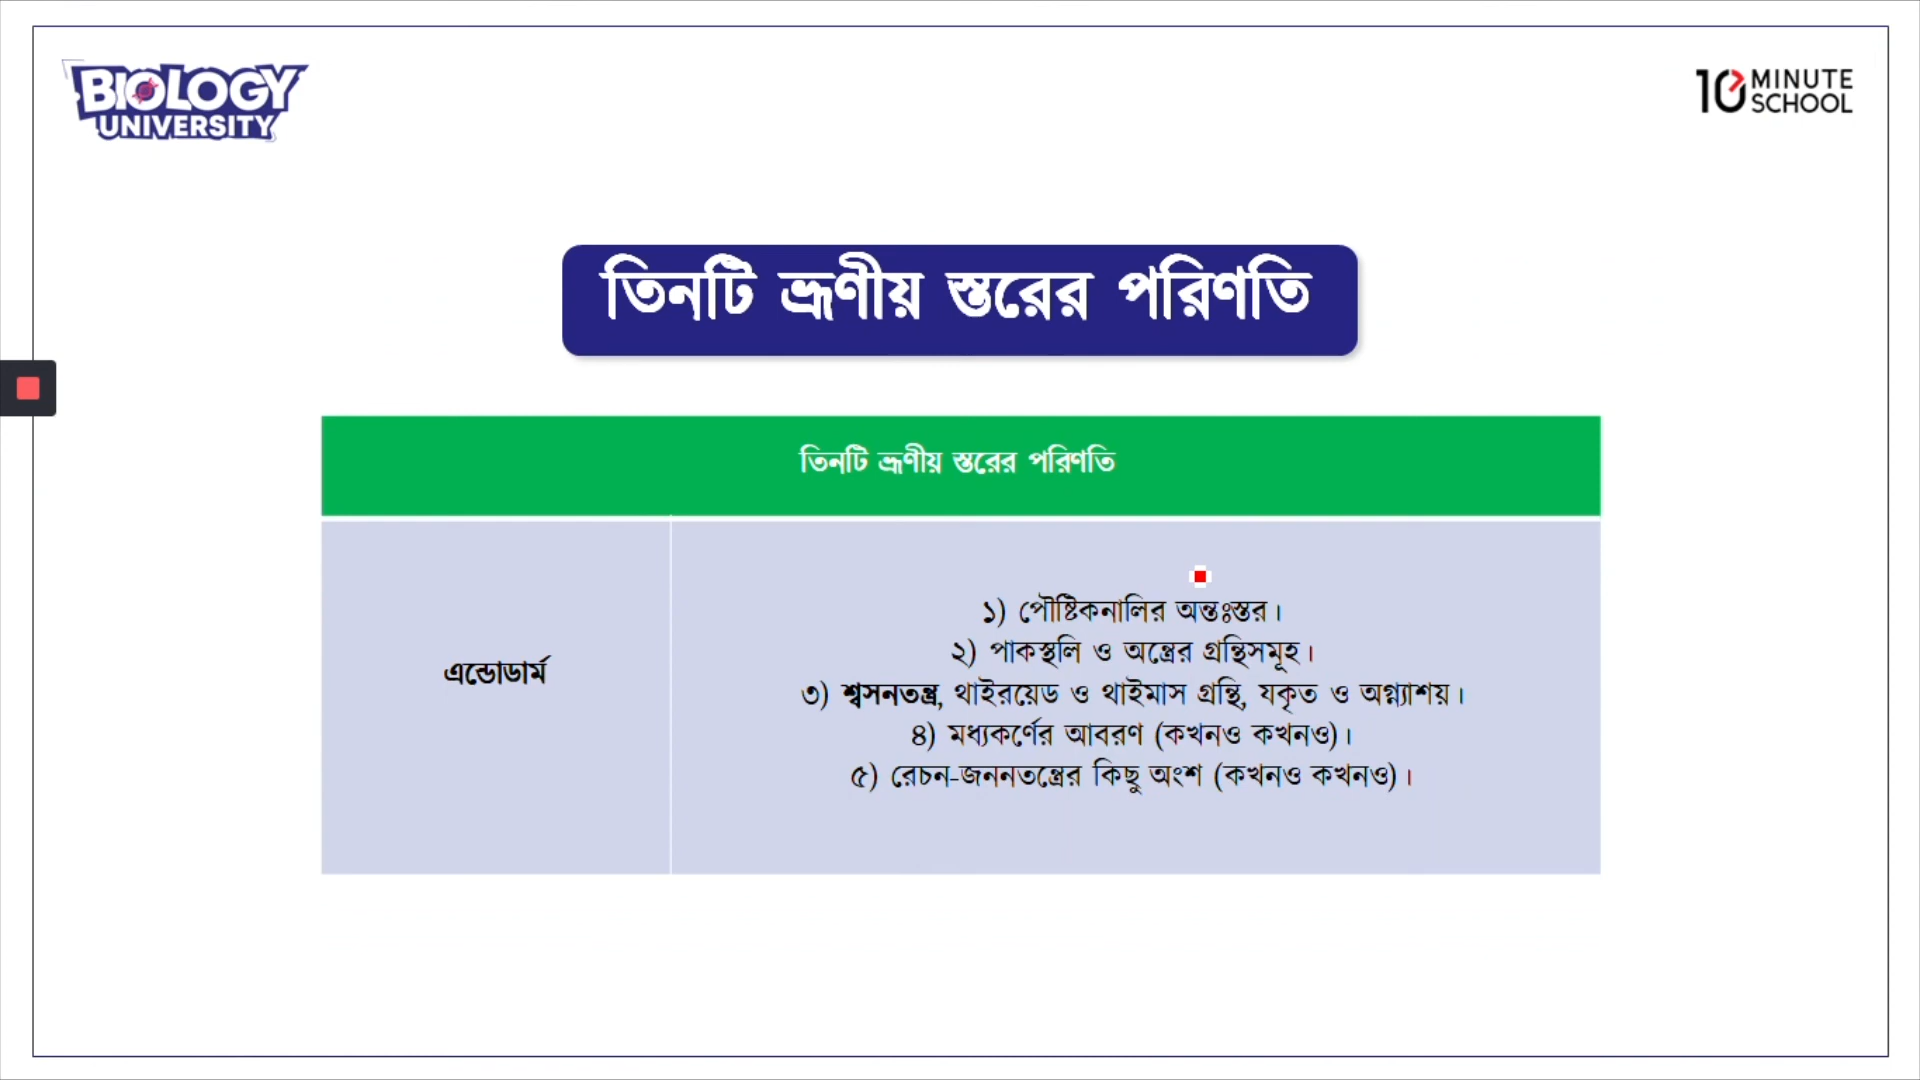 BIOLOGY
UNIVERSITY
10 MINUTE
SCHOOL
তিনটি ভ্রূণীয় স্তরের পরিণতি
তিনটি ভ্রূণীয় স্তরের পরিণতি
এন্ডোডার্ম
১) পৌষ্টিকনালির অন্তঃস্তর।
২) পাকস্থলি ও অন্ত্রের গ্রন্থিসমূহ।
৩) শ্বসনতন্ত্র, থাইরয়েড ও থাইমাস গ্রন্থি, যকৃত ও অগ্ন্যাশয়।
৪) মধ্যকর্ণের আবরণ (কখনও কখনও)।
৫) রেচন-জননতন্ত্রের কিছু অংশ (কখনও কখনও)।